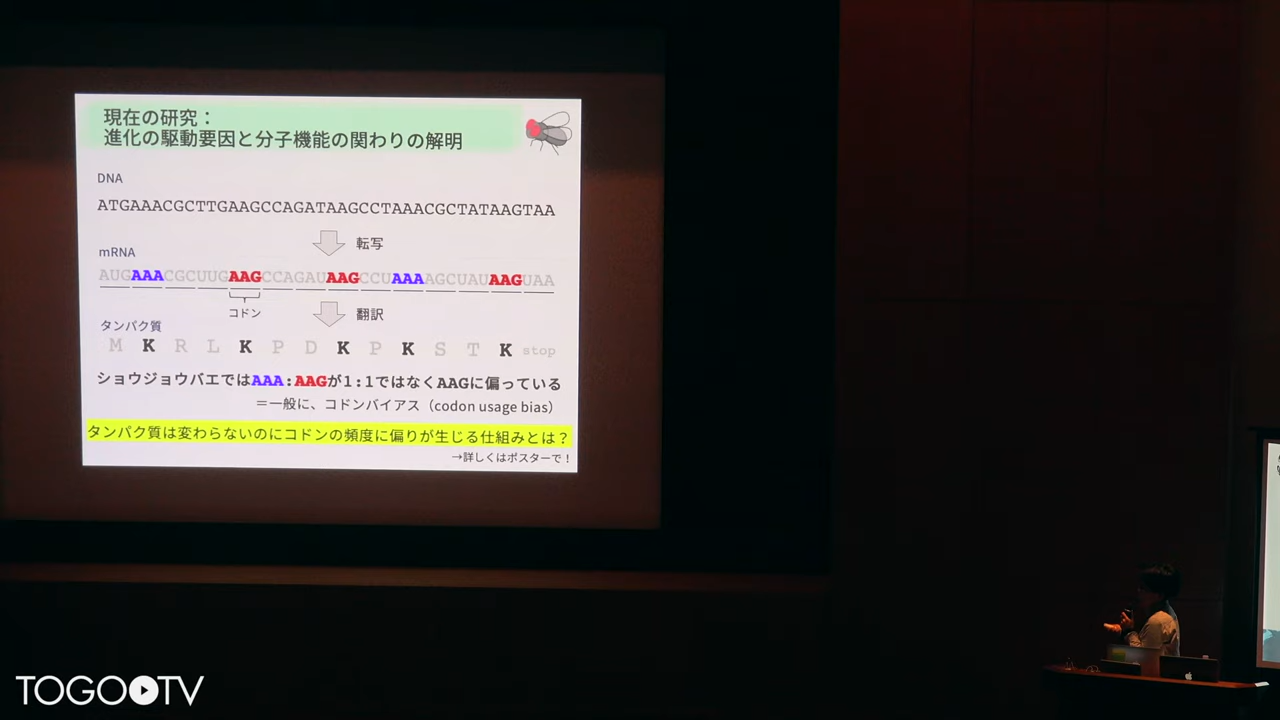 現在の研究：
進化の駆動要因と分子機能の関わりの解明
DNA
ATGAAACGCTTGAAGCCAGATAAGCCTAAACGCTATAAGTAA
転写
mRNA
AUGAAACGCUUGAAGCCAGAUAAGCCUAAAAGCUAUAAGUAA
コドン
翻訳
タンパク質
M K R L K P D K P K S T K stop
ショウジョウバエではAAA:AAGが1:1ではなくAAGに偏っている
＝一般に、コドンバイアス（codon usage bias）
タンパク質は変わらないのにコドンの頻度に偏りが生じる仕組みとは？
→詳しくはポスターで！
TOGOTV